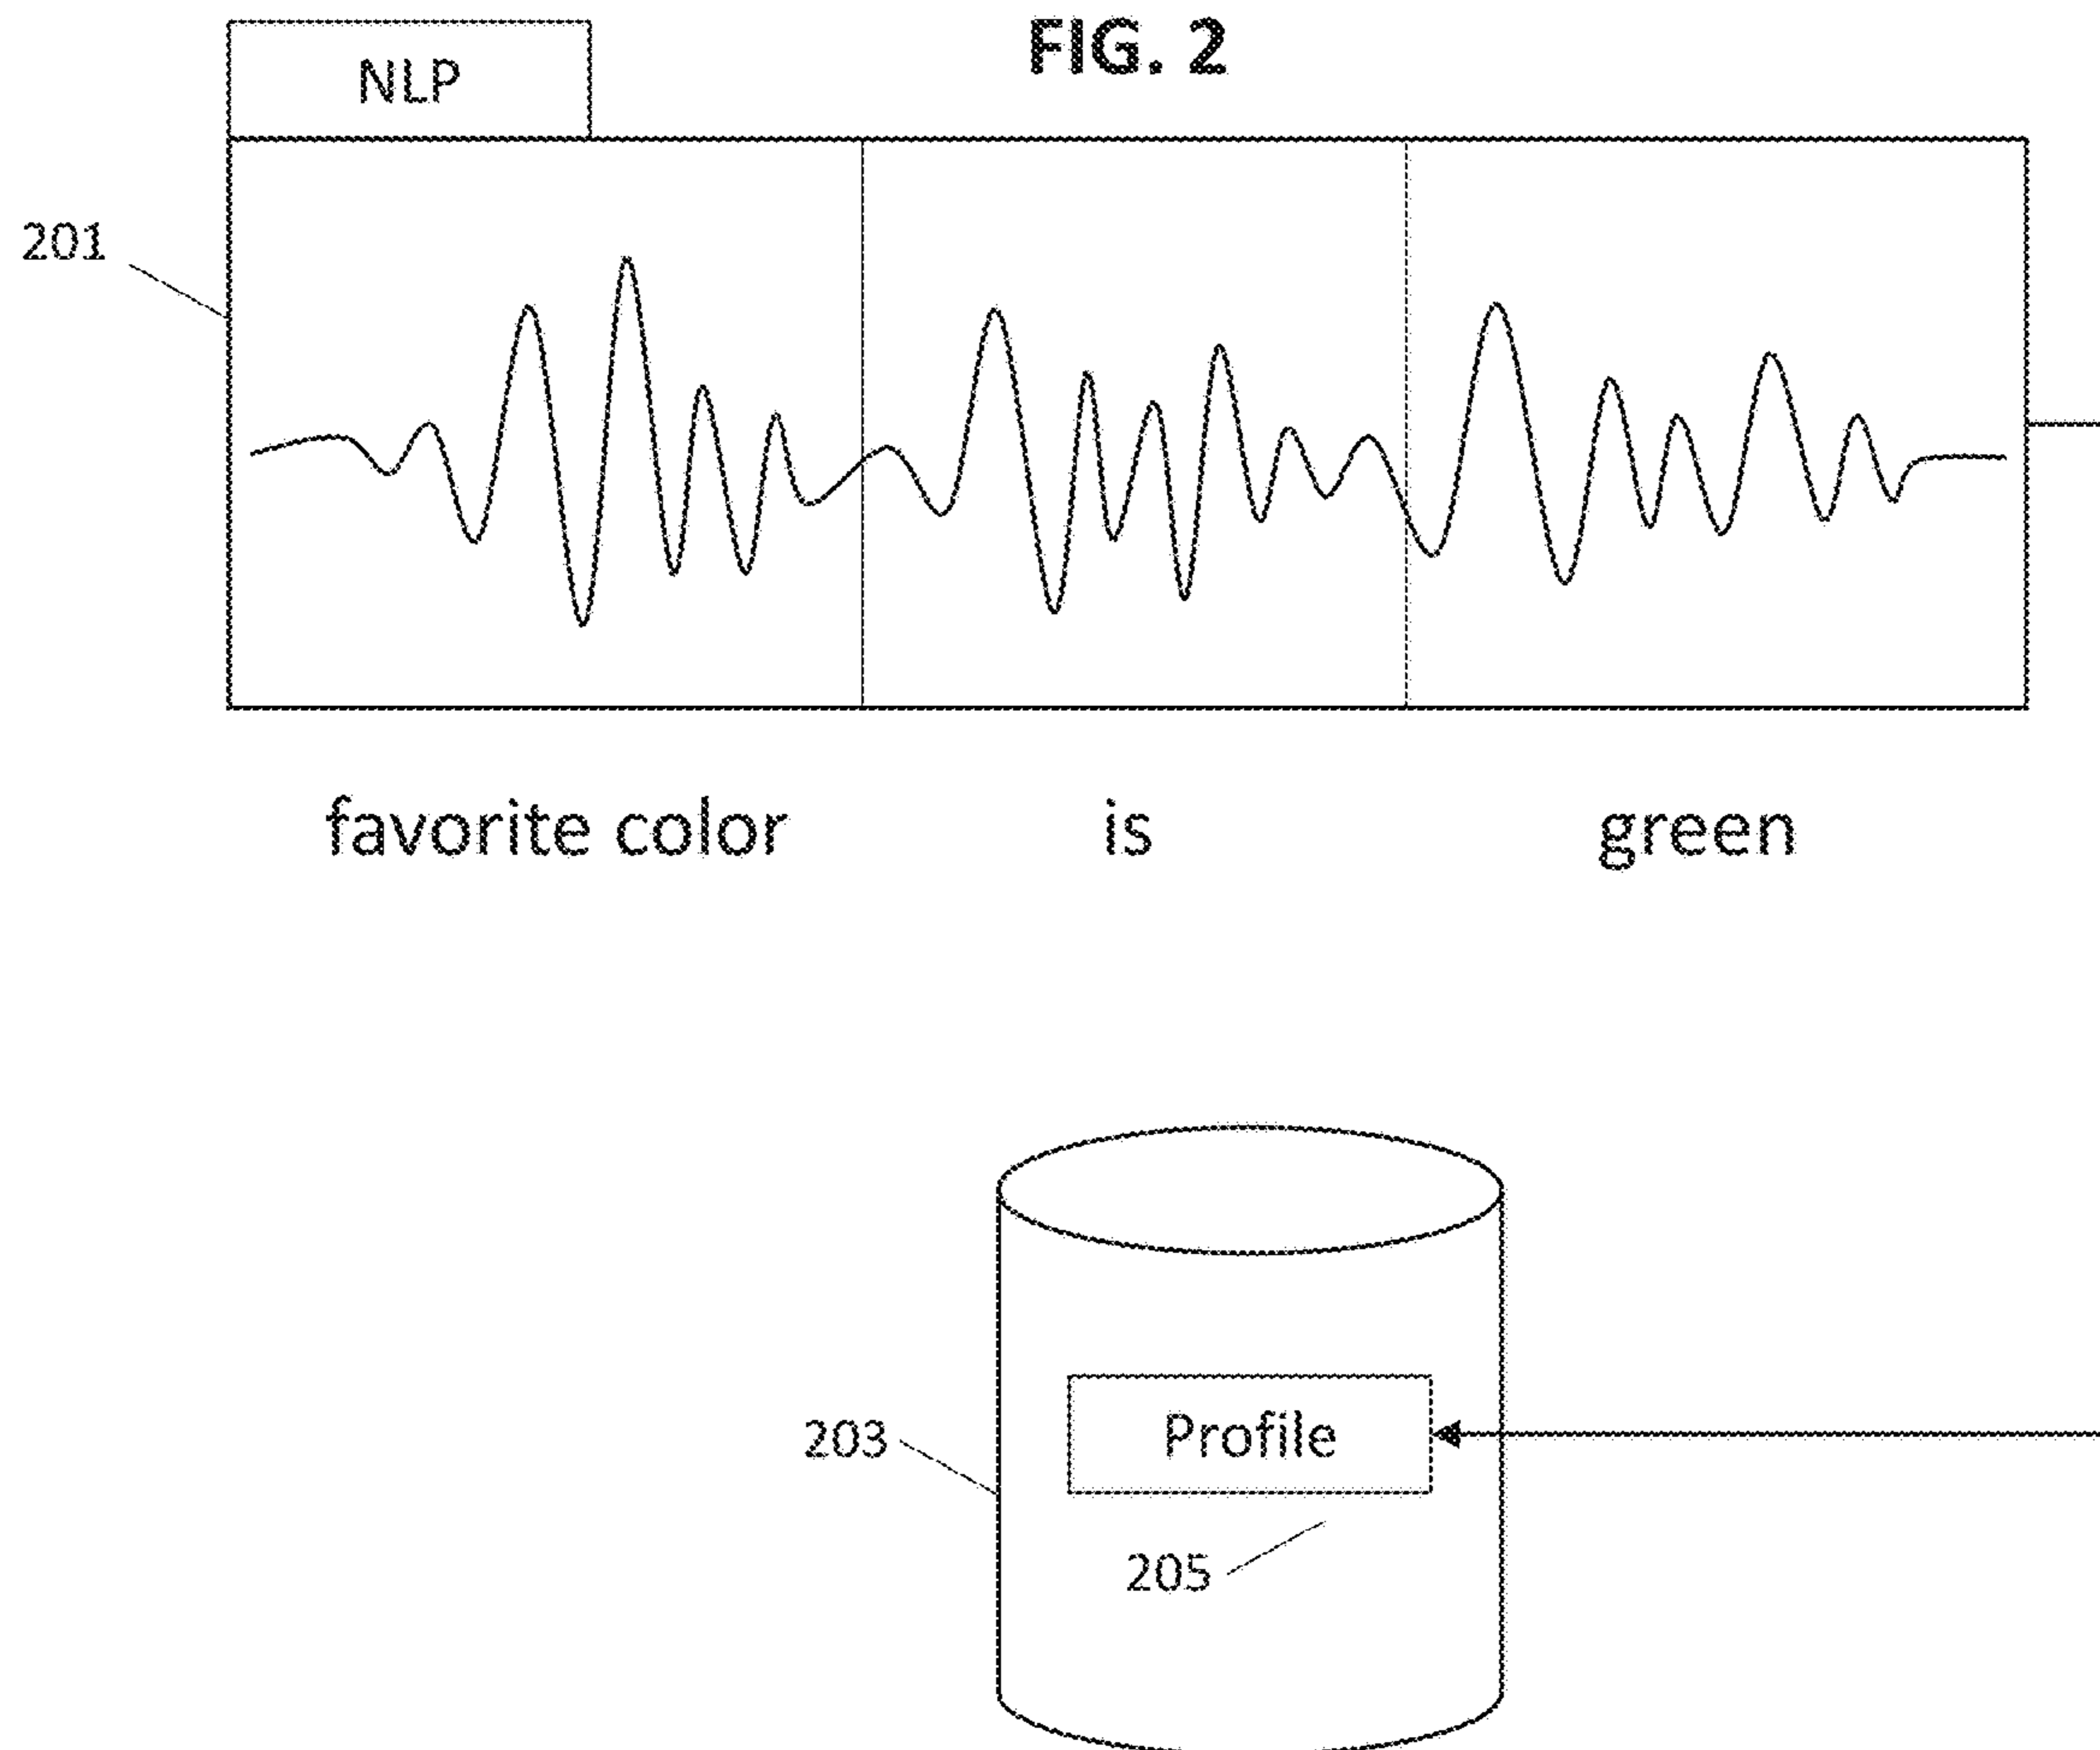 FIG. 2
NLP
201
favorite color is green
Profile
203
205